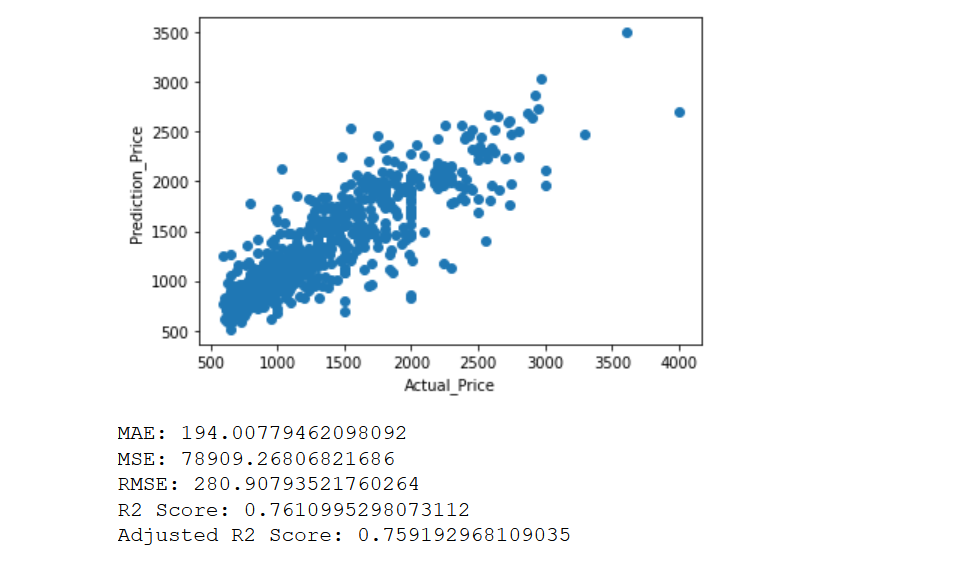 3500
3000
2500
2000
1500
1000
500
Prediction_Price
500 1000 1500 2000 2500 3000 3500 4000
Actual_Price
MAE: 194.00779462098092
MSE: 78909.26806821686
RMSE: 280.90793521760264
R2 Score: 0.7610995298073112
Adjusted R2 Score: 0.759192968109035